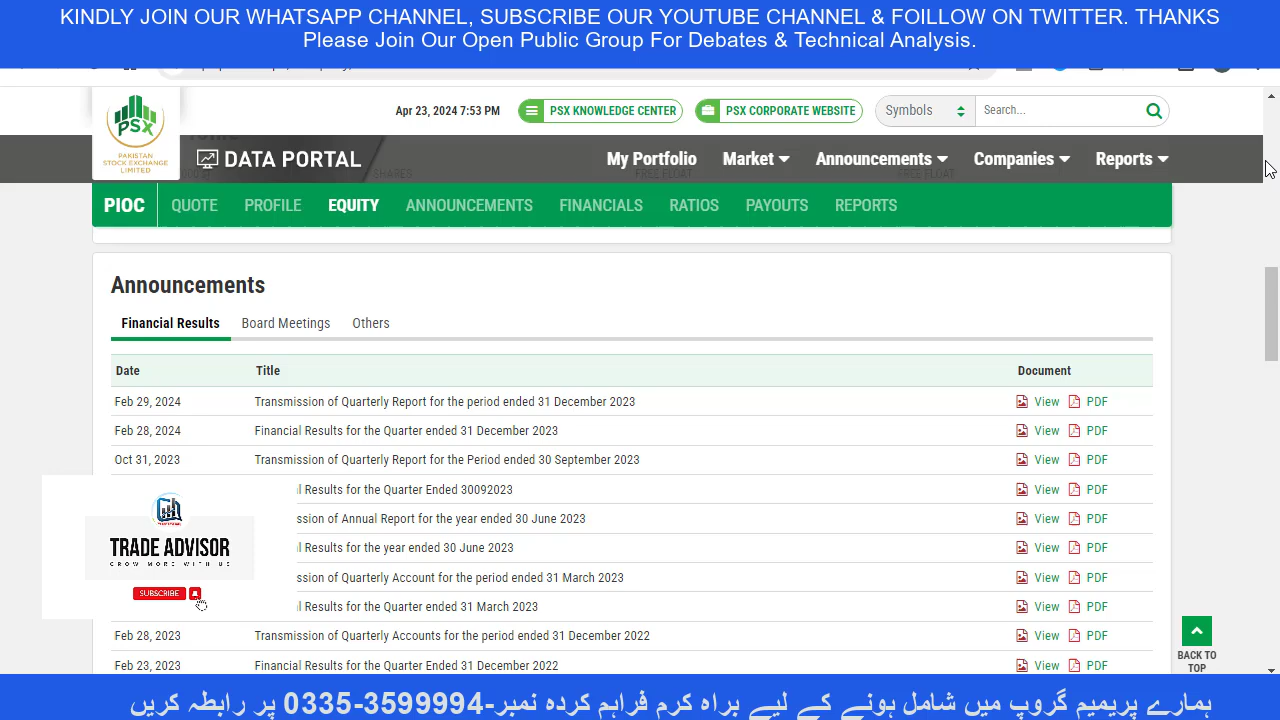 KINDLY JOIN OUR WHATSAPP CHANNEL, SUBSCRIBE OUR YOUTUBE CHANNEL & FOILLOW ON TWITTER. THANKS
Please Join Our Open Public Group For Debates & Technical Analysis.
PSX
PAKISTAN
STOCK EXCHANGE
LIMITED
Apr 23, 2024 7:53 PM
PSX KNOWLEDGE CENTER
PSX CORPORATE WEBSITE
Symbols
Search...
DATA PORTAL
My Portfolio Market Announcements Companies Reports
SHARES FREE FLOAT FREE FLOAT
PIOC QUOTE PROFILE EQUITY ANNOUNCEMENTS FINANCIALS RATIOS PAYOUTS REPORTS
Announcements
Financial Results Board Meetings Others
Date Title Document
Feb 29, 2024 Transmission of Quarterly Report for the period ended 31 December 2023 View PDF
Feb 28, 2024 Financial Results for the Quarter ended 31 December 2023 View PDF
Oct 31, 2023 Transmission of Quarterly Report for the Period ended 30 September 2023 View PDF
l Results for the Quarter Ended 30092023 View PDF
ssion of Annual Report for the year ended 30 June 2023 View PDF
l Results for the year ended 30 June 2023 View PDF
ssion of Quarterly Account for the period ended 31 March 2023 View PDF
l Results for the Quarter ended 31 March 2023 View PDF
Feb 28, 2023 Transmission of Quarterly Accounts for the period ended 31 December 2022 View PDF
Feb 23, 2023 Financial Results for the Quarter Ended 31 December 2022 View PDF
TRADE ADVISOR
GROW MORE WITH US
SUBSCRIBE
BACK TO
TOP
ہمارے پریمیم گروپ میں شامل ہونے کے لیے براہ کرم فراہم کردہ نمبر-0335-3599994 پر رابطہ کریں